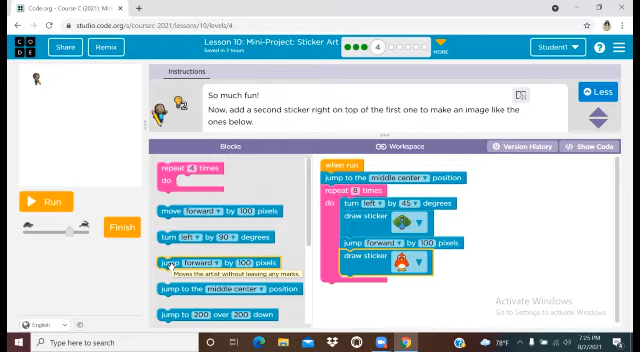 Code.org
studio.code.org/s/coursec-2021/lessons/10/levels/4
C O
D E
Share
Remix
Lesson 10: Mini-Project: Sticker Art
Saved in 2 hours
4
MORE
Student1
?
Instructions
2
So much fun!
Now, add a second sticker right on top of the first one to make an image like the
ones below.
Less
Blocks
Workspace
Version History
</> Show Code
Run
Finish
repeat 4 times
do
move forward by 100 pixels
turn left by 90 degrees
jump forward by 100 pixels
Moves the artist without leaving any marks.
jump to the middle center position
jump to 200 over 200 down
when run
jump to the middle center position
repeat 8 times
do
turn left by 45 degrees
draw sticker
jump forward by 100 pixels
draw sticker
Activate Windows
Go to Settings to activate Windows.
English
Type here to search
78°F
7:25 PM
8/2/2021